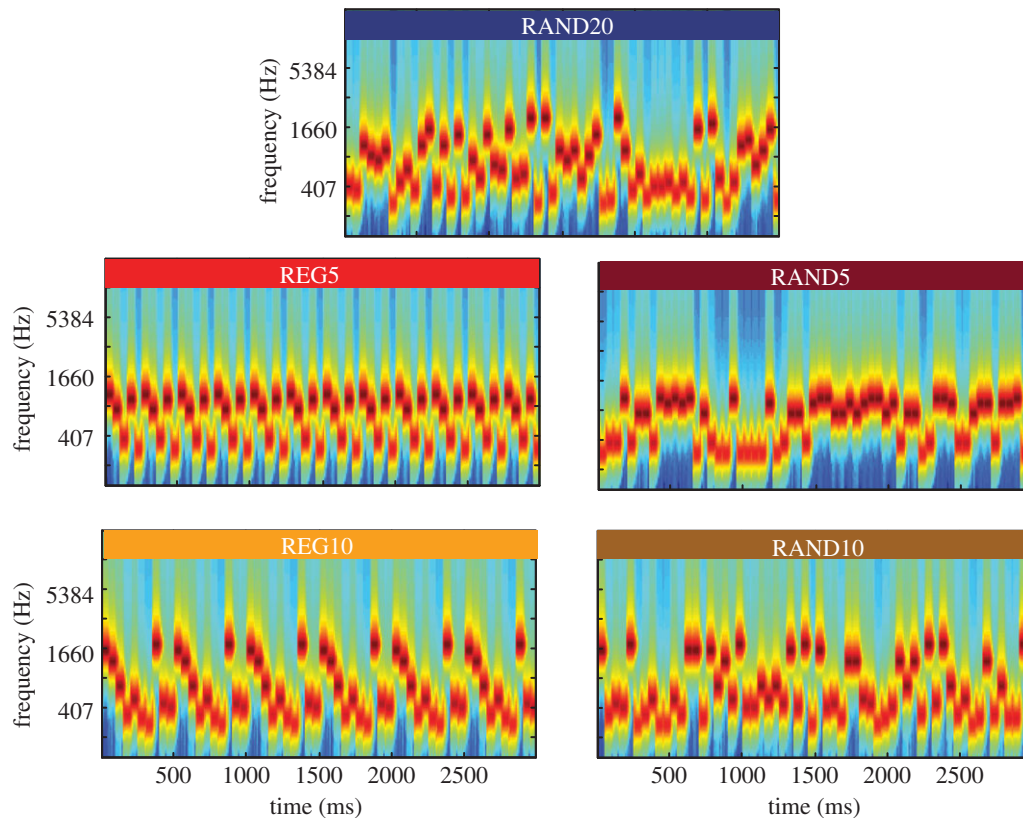 RAND20
frequency (Hz)
5384
1660
407
REG5
frequency (Hz)
5384
1660
407
RAND5
REG10
frequency (Hz)
5384
1660
407
500 1000 1500 2000 2500
time (ms)
RAND10
500 1000 1500 2000 2500
time (ms)